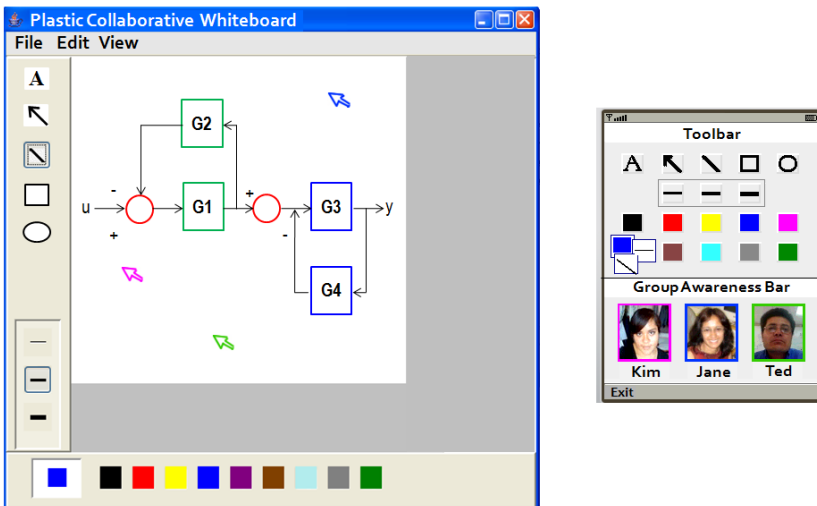 Plastic Collaborative Whiteboard
File Edit View
A
G2
-
+
u
G1
G3
y
+
-
G4
Toolbar
A
Group Awareness Bar
Kim Jane Ted
Exit